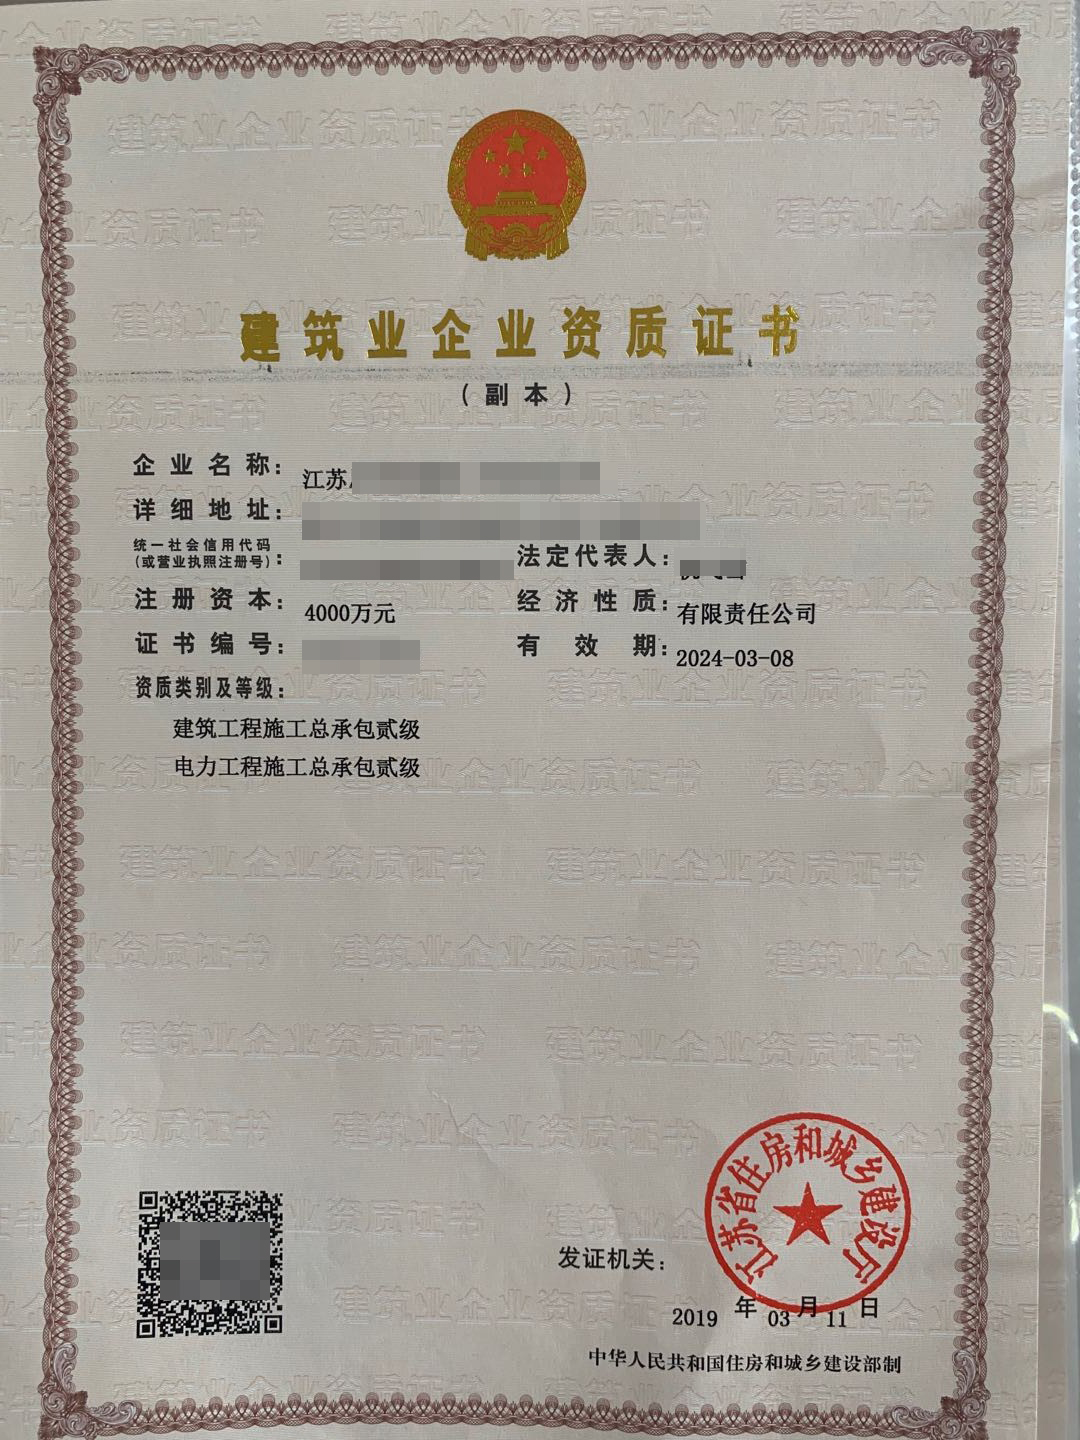 建筑业企业资质证书
（副本）
企业名称：江苏
详细地址：
统一社会信用代码
(或营业执照注册号)：
法定代表人：
注册资本：4000万元
经济性质：有限责任公司
证书编号：
有效期：2024-03-08
资质类别及等级：
建筑工程施工总承包贰级
电力工程施工总承包贰级
江苏省住房和城乡建设厅
发证机关：
2019 年 03 月 11 日
中华人民共和国住房和城乡建设部制